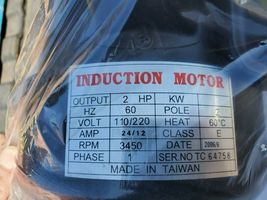 INDUCTION MOTOR
OUTPUT 2 HP KW
HZ 60 POLE
VOLT 110/220 HEAT 60°C
AMP 24/12 CLASS E
RPM 3450 DATE
PHASE 1 SER.NO TC 64758
MADE IN TAIWAN